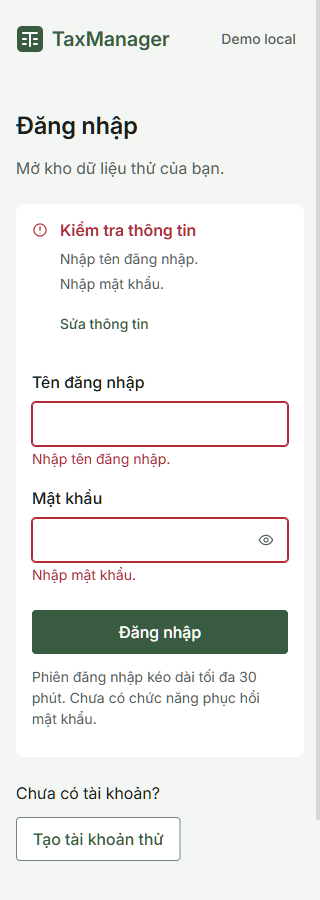 TaxManager
Demo local
Đăng nhập
Mở kho dữ liệu thử của bạn.
Kiểm tra thông tin
Nhập tên đăng nhập.
Nhập mật khẩu.
Sửa thông tin
Tên đăng nhập
Nhập tên đăng nhập.
Mật khẩu
Nhập mật khẩu.
Đăng nhập
Phiên đăng nhập kéo dài tối đa 30
phút. Chưa có chức năng phục hồi
mật khẩu.
Chưa có tài khoản?
Tạo tài khoản thử